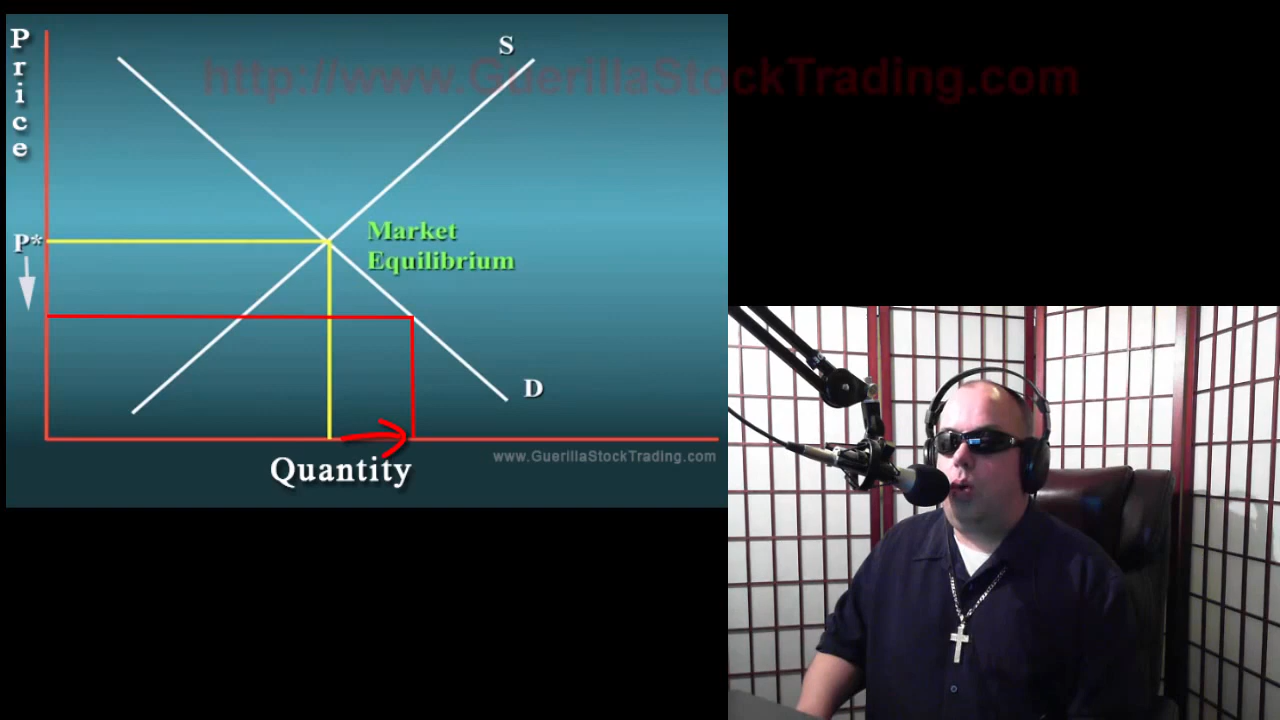 Price
S
http://www.GuerillaStockTrading.com
P*
Market
Equilibrium
D
www.GuerillaStockTrading.com
Quantity